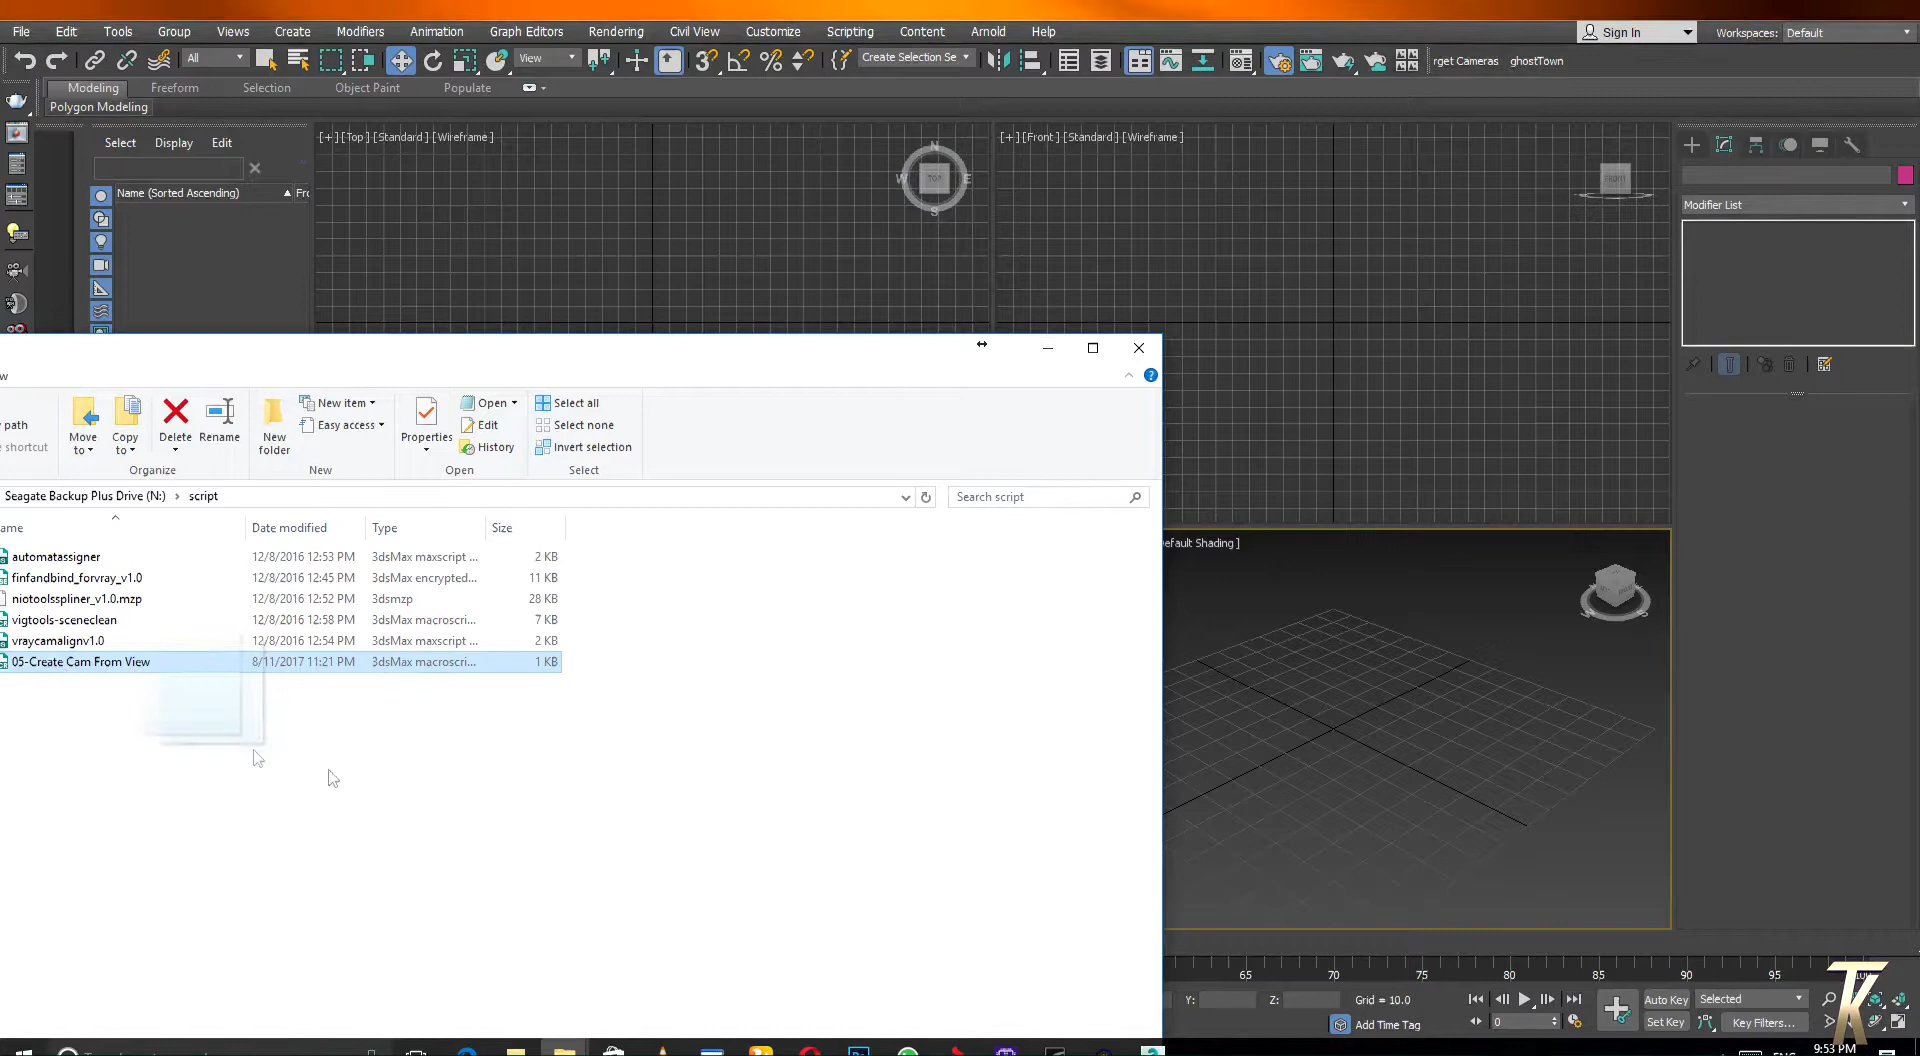 File Edit Tools Group Views Create Modifiers Animation Graph Editors Rendering Civil View Customize Scripting Content Arnold Help Sign In Workspaces: Default
All View Create Selection Se rget Cameras ghostTown
Modeling Freeform Selection Object Paint Populate
Polygon Modeling
Select Display Edit
[+] [Top] [Standard] [Wireframe]
[+] [Front] [Standard] [Wireframe]
N
W TOP E
S
FRONT
Name (Sorted Ascending) Fro
Modifier List
w
path
shortcut
Move to
Copy to
Delete
Rename
New folder
New item
Easy access
Properties
Open
Edit
History
Select all
Select none
Invert selection
Organize New Open Select
Seagate Backup Plus Drive (N:) script
Search script
ame Date modified Type Size
automatassigner 12/8/2016 12:53 PM 3dsMax maxscript ... 2 KB
finfandbind_forvray_v1.0 12/8/2016 12:45 PM 3dsMax encrypted... 11 KB
niotoolsspliner_v1.0.mzp 12/8/2016 12:52 PM 3dsmzp 28 KB
vigtools-sceneclean 12/8/2016 12:58 PM 3dsMax macroscri... 7 KB
vraycamalignv1.0 12/8/2016 12:54 PM 3dsMax maxscript ... 2 KB
05-Create Cam From View 8/11/2017 11:21 PM 3dsMax macroscri... 1 KB
efault Shading ]
65 70 75 80 85 90 95 100
Y: Z: Grid = 10.0 Auto Key Selected
Add Time Tag 0 Set Key Key Filters...
TK
ENG 9:53 PM